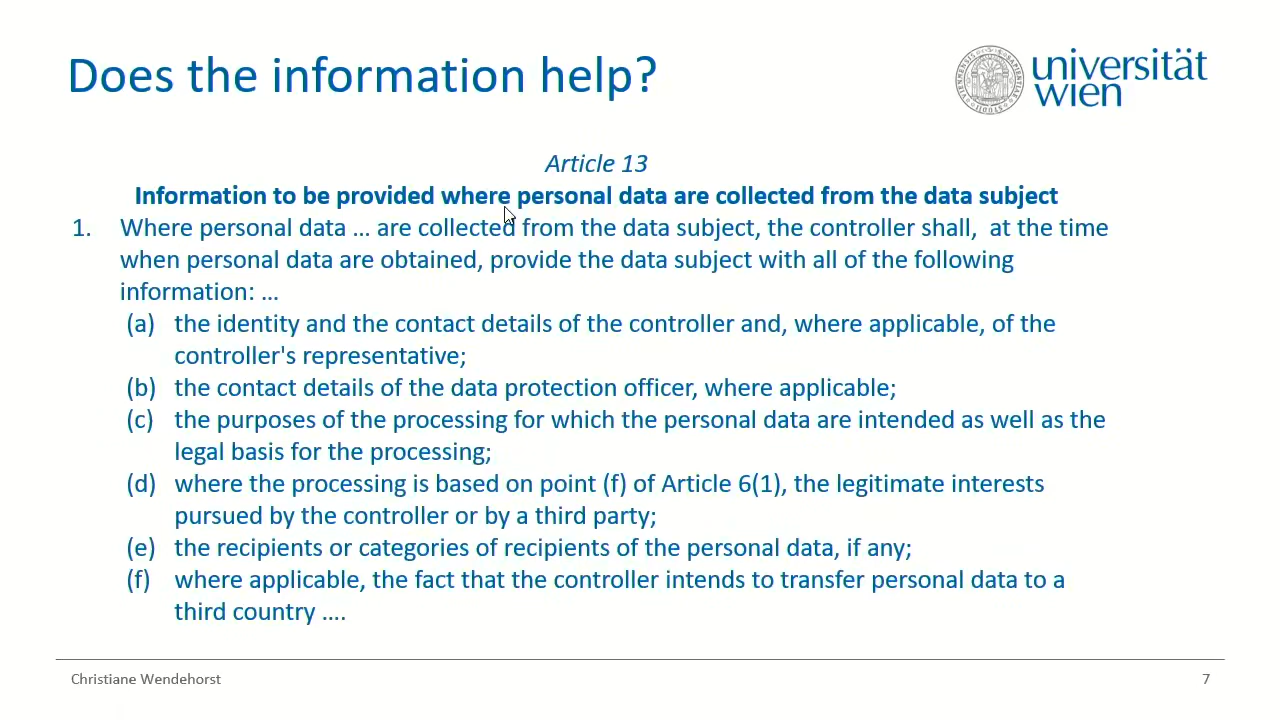 Does the information help?
universität
wien
Article 13
Information to be provided where personal data are collected from the data subject
1. Where personal data ... are collected from the data subject, the controller shall, at the time
when personal data are obtained, provide the data subject with all of the following
information: ...
(a) the identity and the contact details of the controller and, where applicable, of the
controller's representative;
(b) the contact details of the data protection officer, where applicable;
(c) the purposes of the processing for which the personal data are intended as well as the
legal basis for the processing;
(d) where the processing is based on point (f) of Article 6(1), the legitimate interests
pursued by the controller or by a third party;
(e) the recipients or categories of recipients of the personal data, if any;
(f) where applicable, the fact that the controller intends to transfer personal data to a
third country ....
Christiane Wendehorst
7